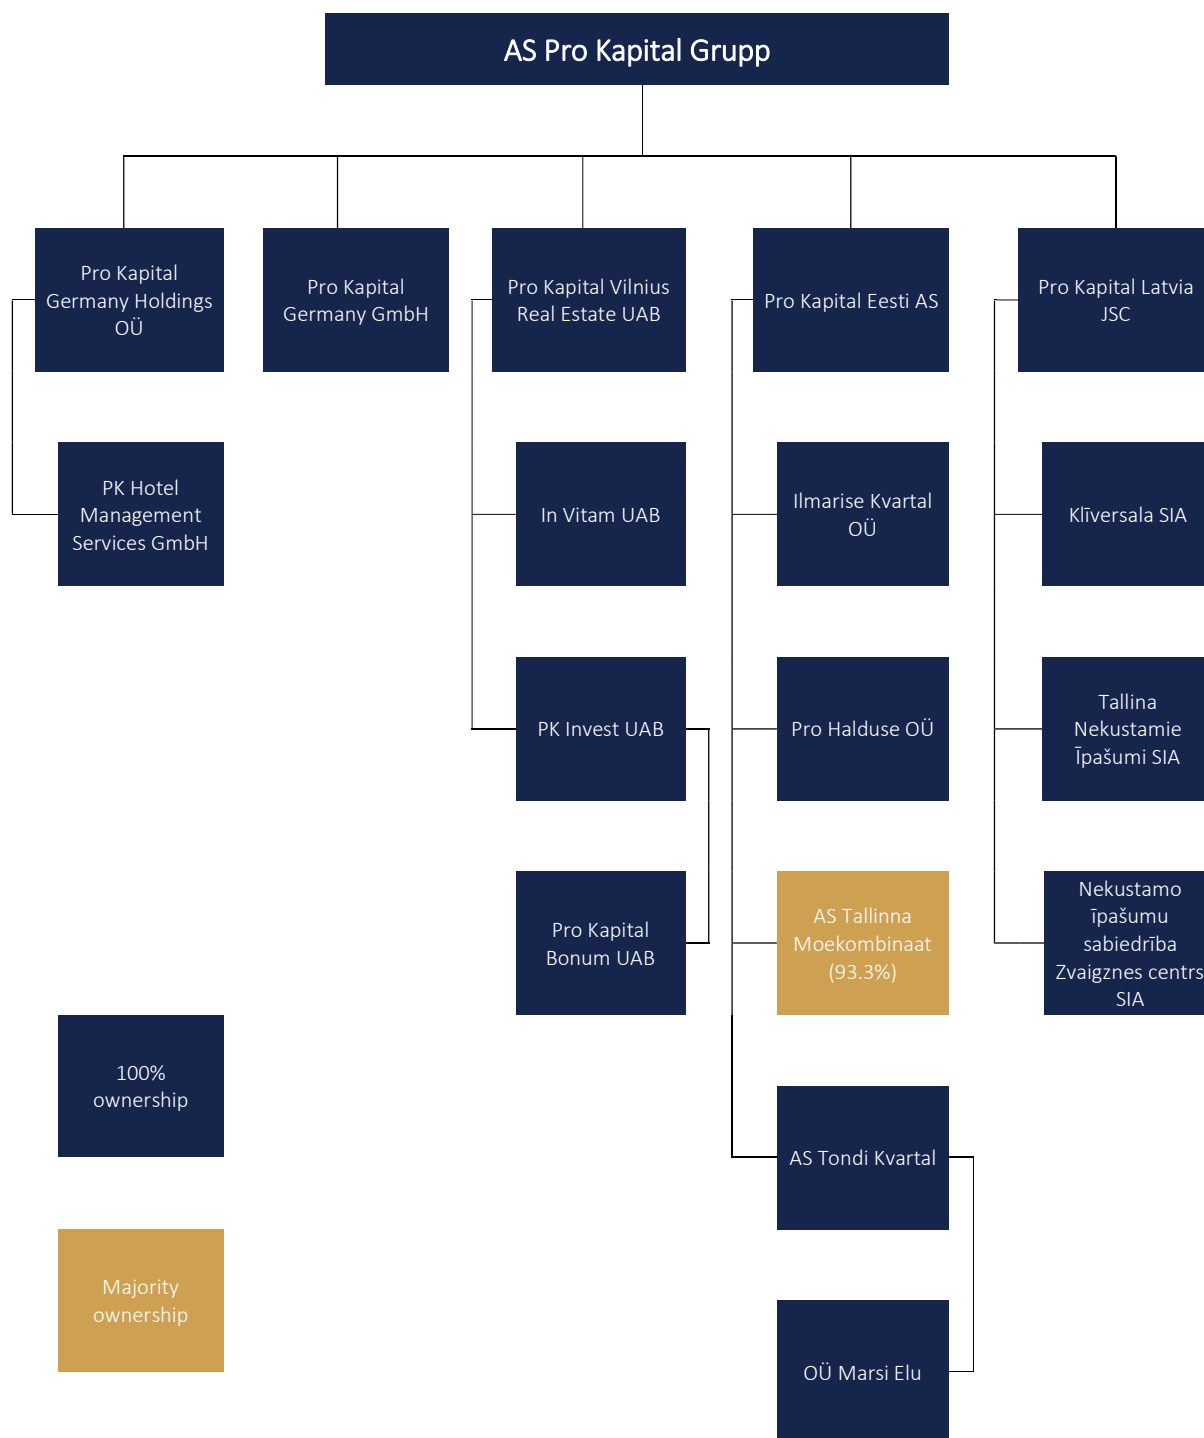 AS Pro Kapital Grupp
Pro Kapital
Germany Holdings
OÜ
Pro Kapital
Germany GmbH
Pro Kapital Vilnius
Real Estate UAB
Pro Kapital Eesti AS
Pro Kapital Latvia
JSC
PK Hotel
Management
Services GmbH
In Vitam UAB
Ilmarise Kvartal
OÜ
Klīversala SIA
PK Invest UAB
Pro Halduse OÜ
Tallina
Nekustamie
Īpašumi SIA
Pro Kapital
Bonum UAB
AS Tallinna
Moekombinaat
(93.3%)
Nekustamo
īpašumu
sabiedrība
Zvaigznes centrs
SIA
100%
ownership
AS Tondi Kvartal
Majority
ownership
OÜ Marsi Elu